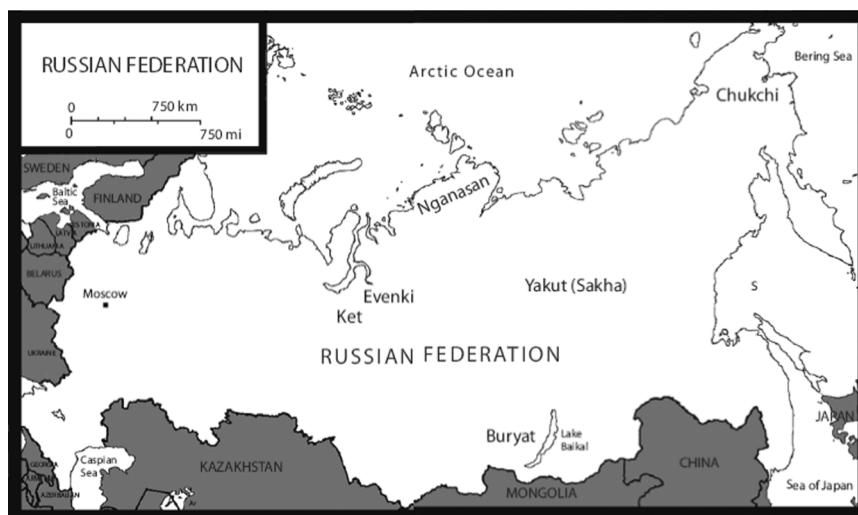 RUSSIAN FEDERATION
0 750 km
0 750 mi
Arctic Ocean
Bering Sea
Chukchi
SWEDEN
Baltic
Sea
FINLAND
Nganasan
ESTONIA
LATVIA
LITHUANIA
BELARUS
Moscow
Evenki
Ket
Yakut (Sakha)
S
UKRAINE
RUSSIAN FEDERATION
JAPAN
Buryat
Lake
Baikal
Caspian
Sea
KAZAKHSTAN
CHINA
GEORGIA
AZERBAIJAN
MONGOLIA
Sea of Japan